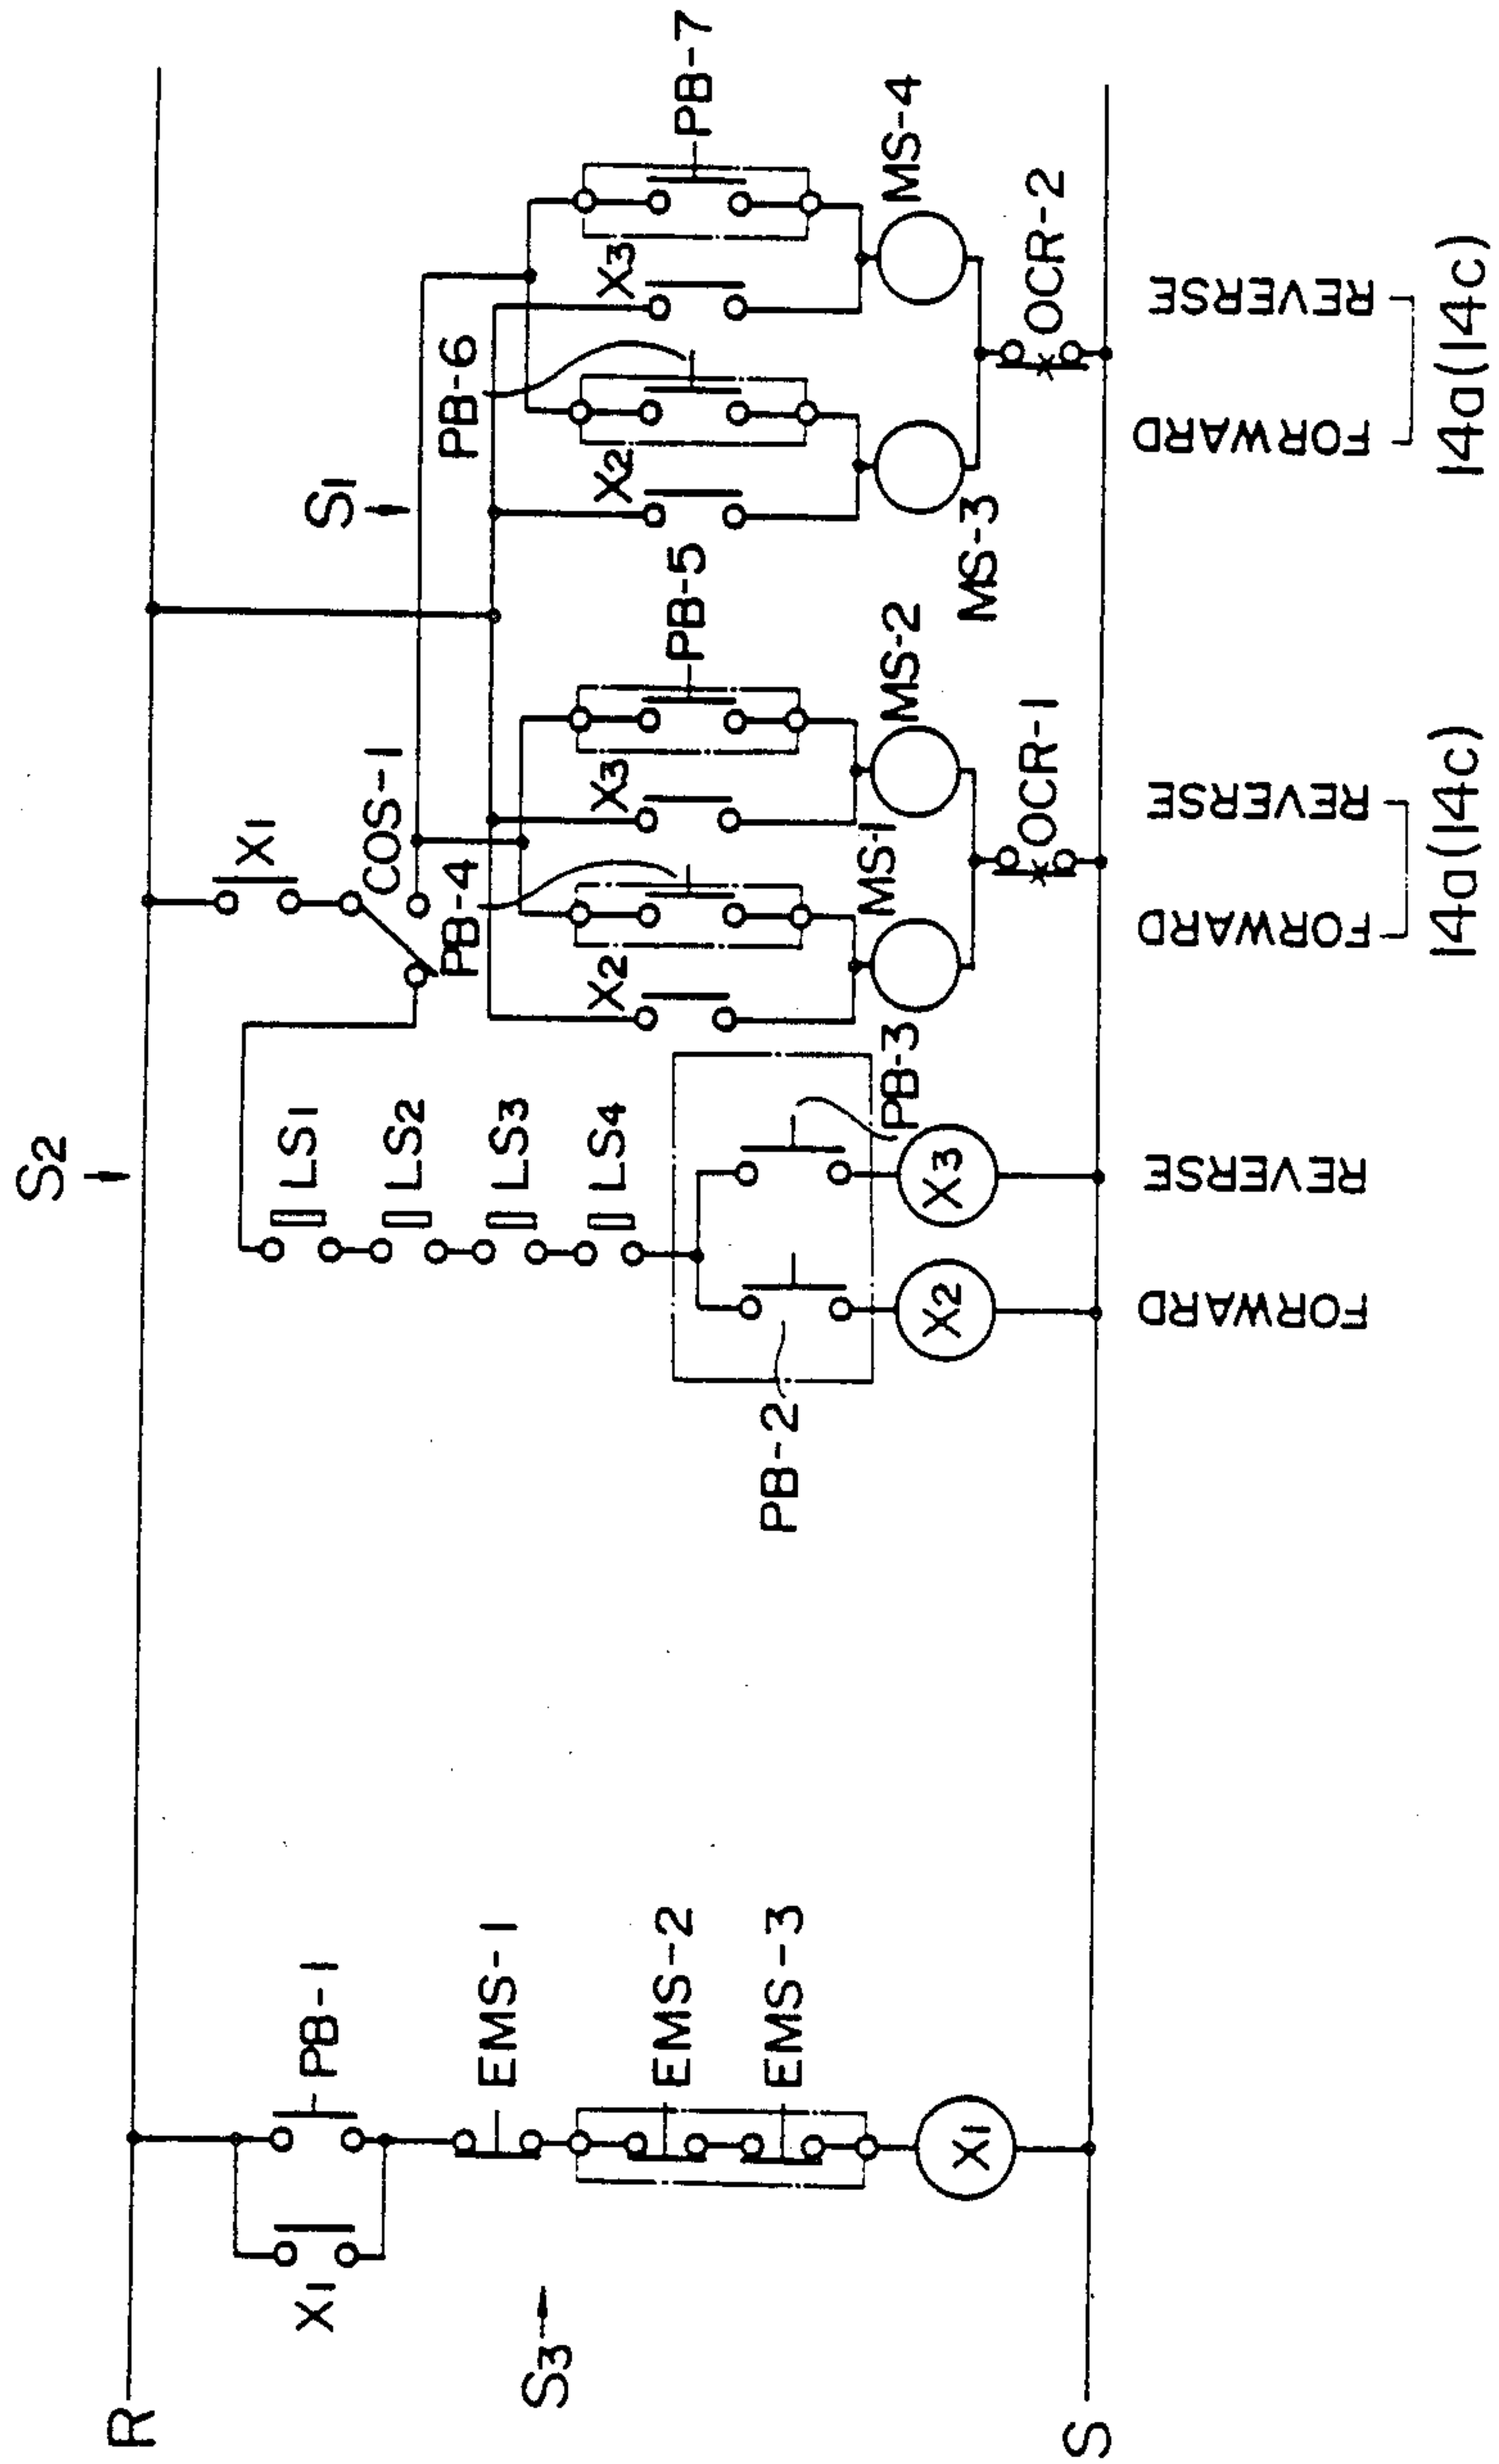 R
S
S3
X1
PB-1
EMS-1
EMS-2
EMS-3
X1
S2
LS1
LS2
LS3
LS4
PB-2
PB-3
X2
X3
FORWARD
REVERSE
X1
COS-1
X2
PB-4
X3
PB-5
MS-1
MS-2
OCR-1
FORWARD
REVERSE
14a(14c)
S1
X2
PB-6
X3
PB-7
MS-3
MS-4
OCR-2
FORWARD
REVERSE
14a(14c)